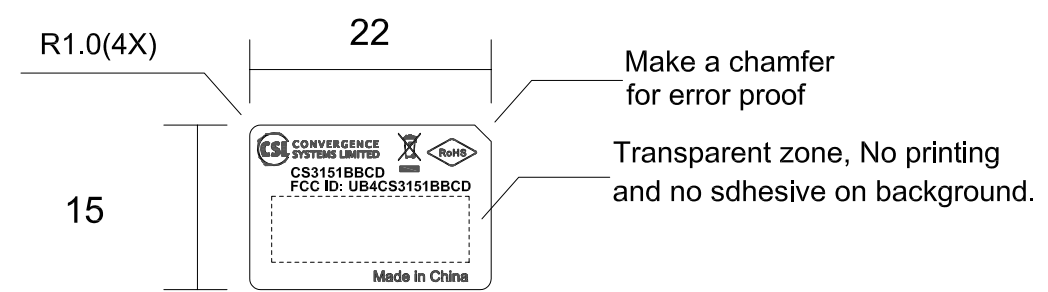 R1.0(4X)
22
Make a chamfer
for error proof
CSL CONVERGENCE
SYSTEMS LIMITED
RoHS
CS3151BBCD
FCC ID: UB4CS3151BBCD
Transparent zone, No printing
and no sdhesive on background.
15
Made in China